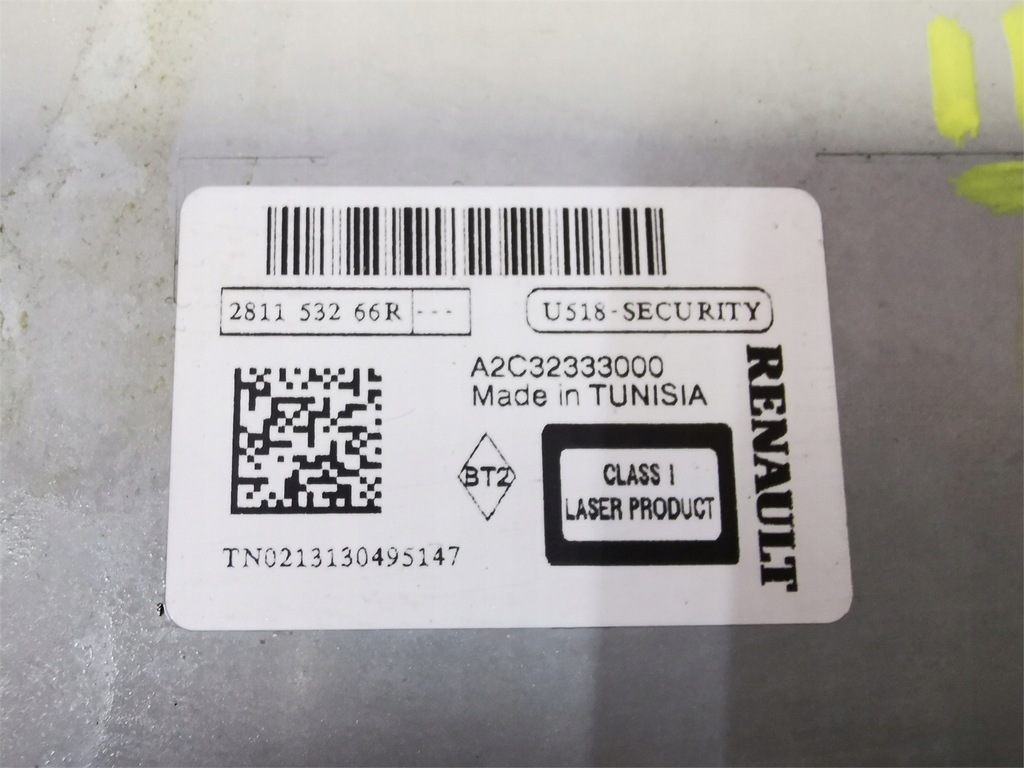 2811 532 66R ---
U518-SECURITY
A2C32333000
Made in TUNISIA
RENAULT
BT2
CLASS I
LASER PRODUCT
TN0213130495147